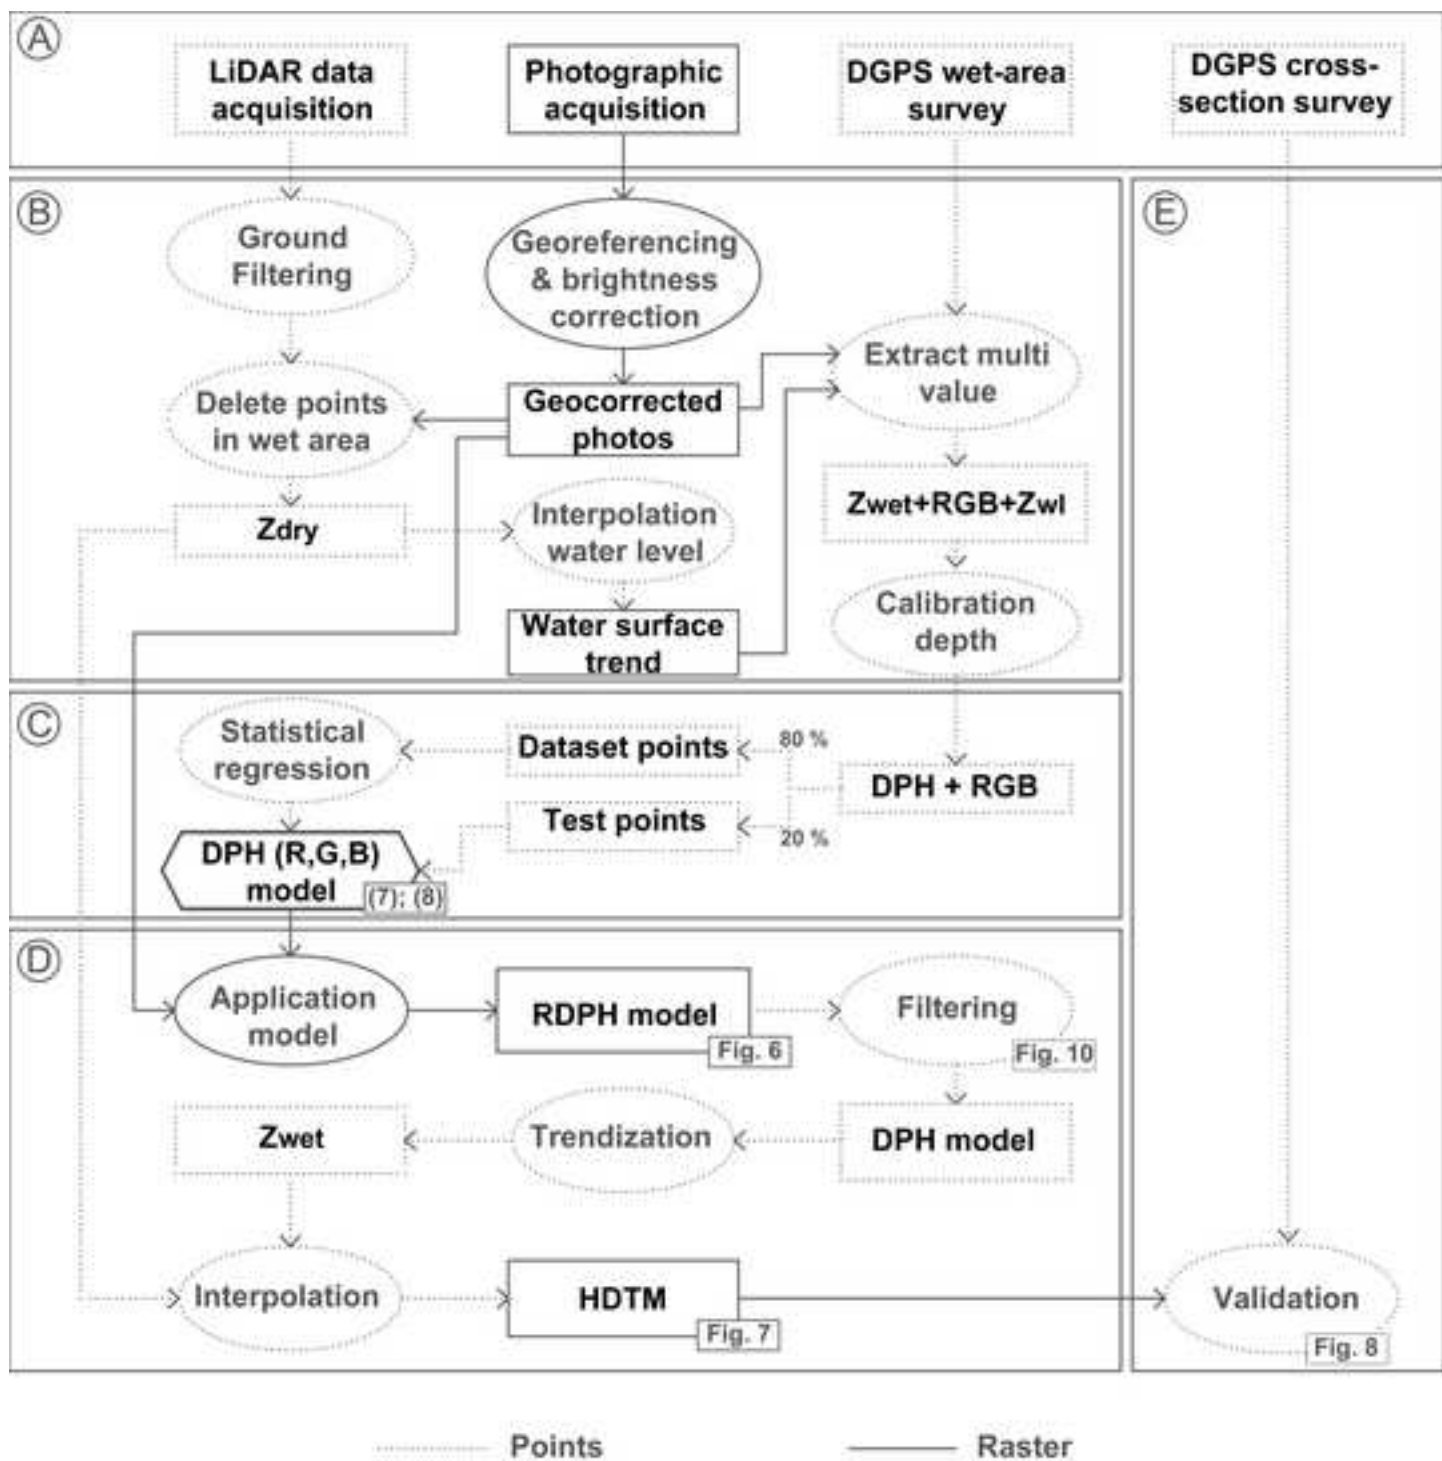 A
LiDAR data
acquisition
Photographic
acquisition
DGPS wet-area
survey
DGPS cross-
section survey
B
Ground
Filtering
Georeferencing
& brightness
correction
E
Extract multi
value
Delete points
in wet area
Geocorrected
photos
Zdry
Interpolation
water level
Zwet+RGB+Zwl
Calibration
depth
Water surface
trend
C
Statistical
regression
Dataset points
80 %
DPH + RGB
Test points
20 %
DPH (R,G,B)
model
(7); (8)
D
Application
model
RDPH model
Fig. 6
Filtering
Fig. 10
Zwet
Trendization
DPH model
Interpolation
HDTM
Fig. 7
Validation
Fig. 8
Points
Raster